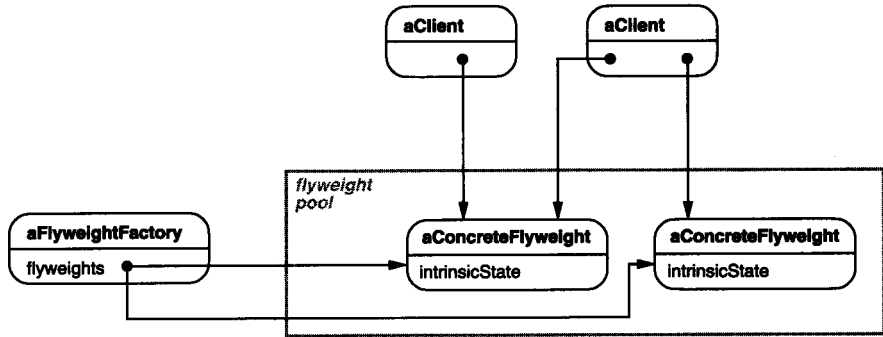 aClient
aClient
flyweight
pool
aFlyweightFactory
flyweights
aConcreteFlyweight
intrinsicState
aConcreteFlyweight
intrinsicState